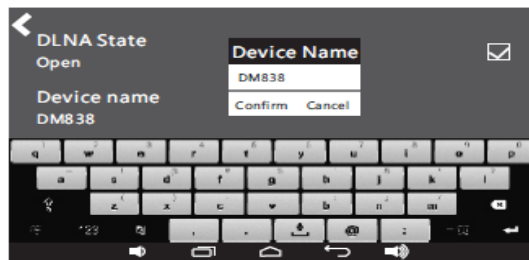 DLNA State
Open
Device name
DM838
Device Name
DM838
Confirm Cancel
q w e r t y u i o p
a s d f g h j k l
z x c v b n m
123 , . @ :